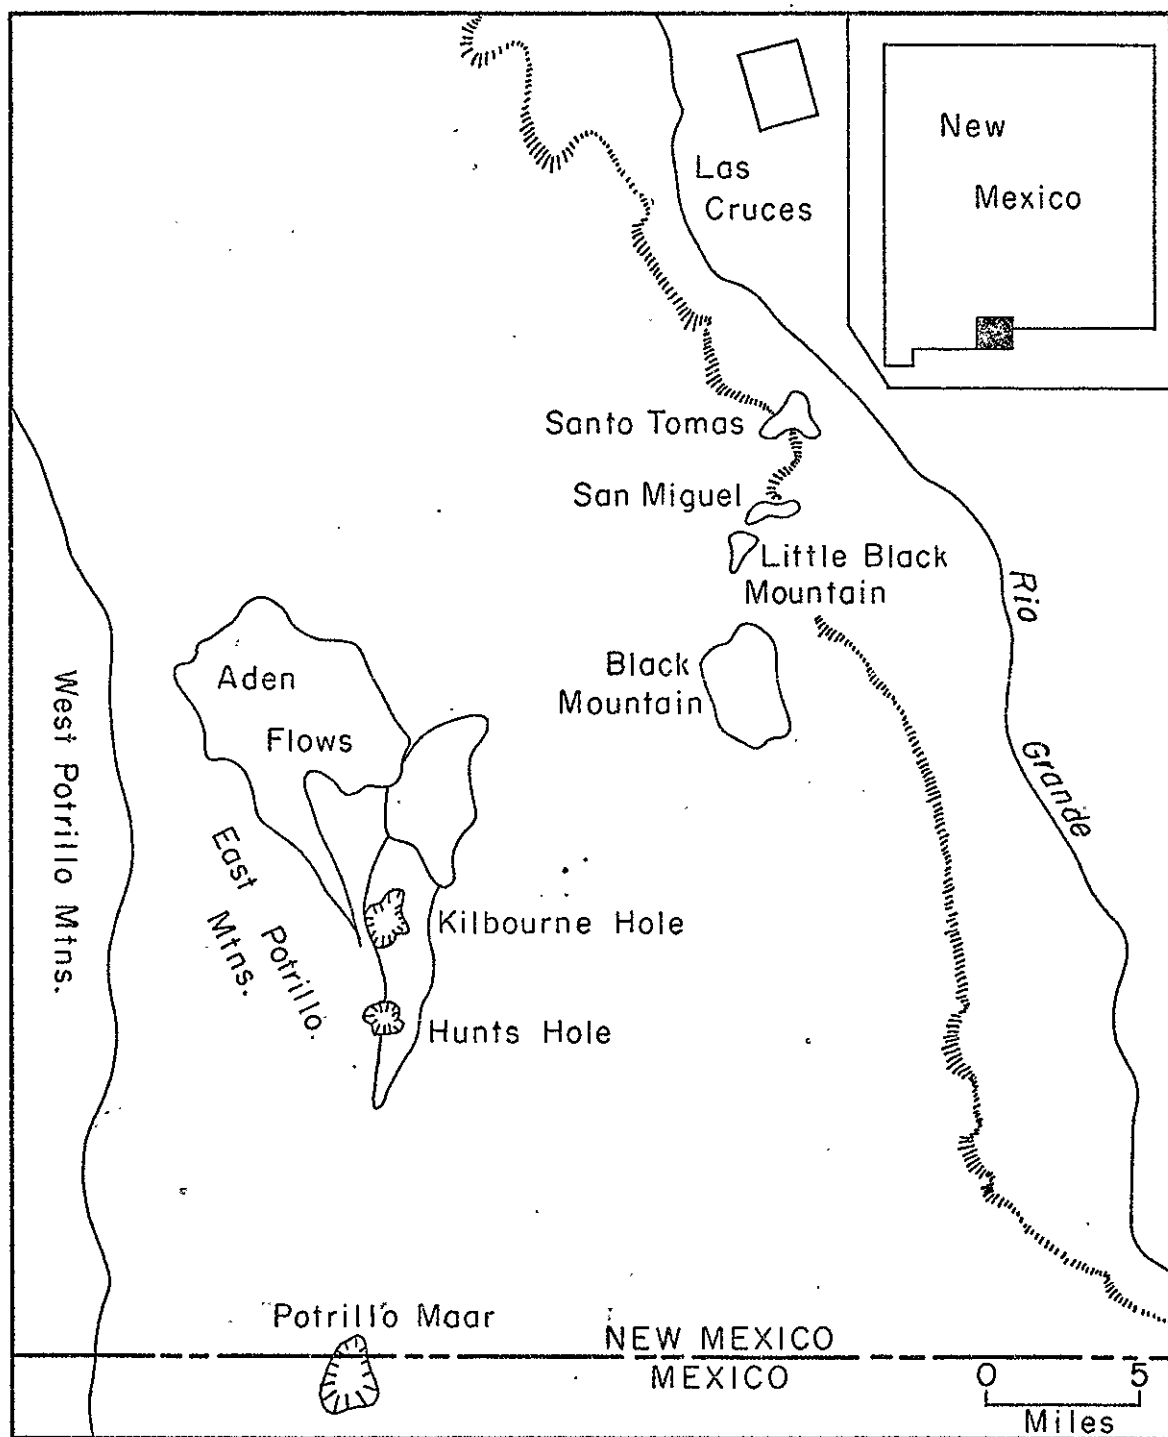 New
Mexico
Las
Cruces
Santo Tomas
San Miguel
Little Black
Mountain
Rio
Grande
Black
Mountain
Aden
Flows
West Potrillo Mtns.
East Potrillo.
Mtns.
Kilbourne Hole
Hunts Hole
Potrillo Maar
NEW MEXICO
MEXICO
0 5
Miles